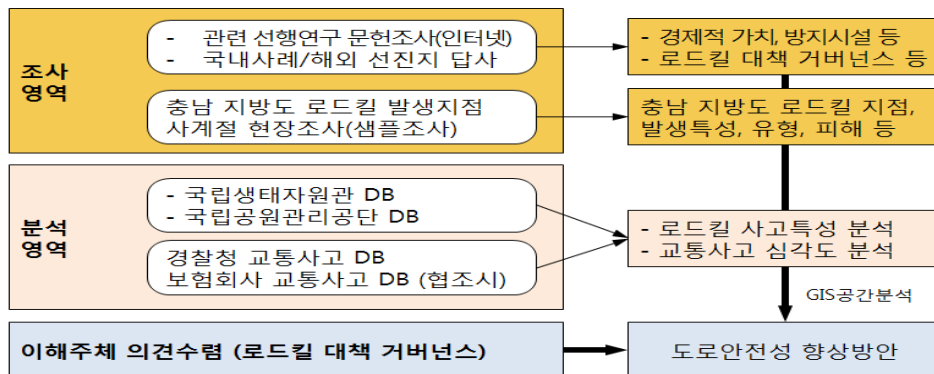 조사
영역
- 관련 선행연구 문헌조사(인터넷)
- 국내사례/해외 선진지 답사
- 경제적 가치, 방지시설 등
- 로드킬 대책 거버넌스 등
충남 지방도 로드킬 발생지점
사계절 현장조사(샘플조사)
충남 지방도 로드킬 지점,
발생특성, 유형, 피해 등
분석
영역
- 국립생태자원관 DB
- 국립공원관리공단 DB
경찰청 교통사고 DB
보험회사 교통사고 DB (협조시)
- 로드킬 사고특성 분석
- 교통사고 심각도 분석
GIS공간분석
이해주체 의견수렴 (로드킬 대책 거버넌스)
도로안전성 향상방안